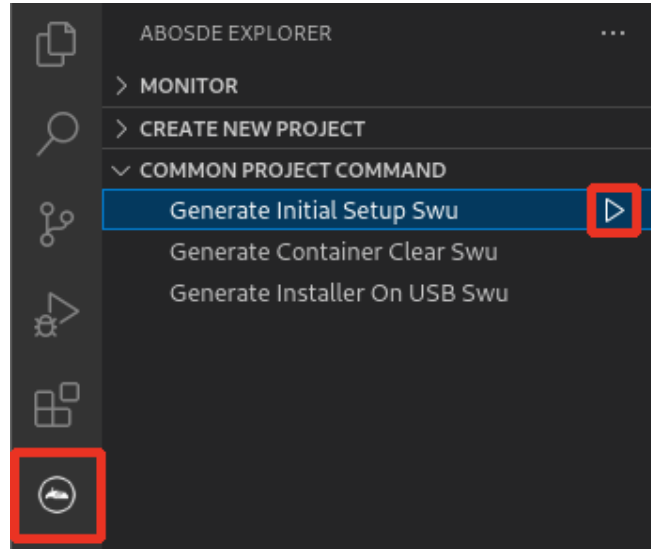 ABOSDE EXPLORER
MONITOR
CREATE NEW PROJECT
COMMON PROJECT COMMAND
Generate Initial Setup Swu
Generate Container Clear Swu
Generate Installer On USB Swu